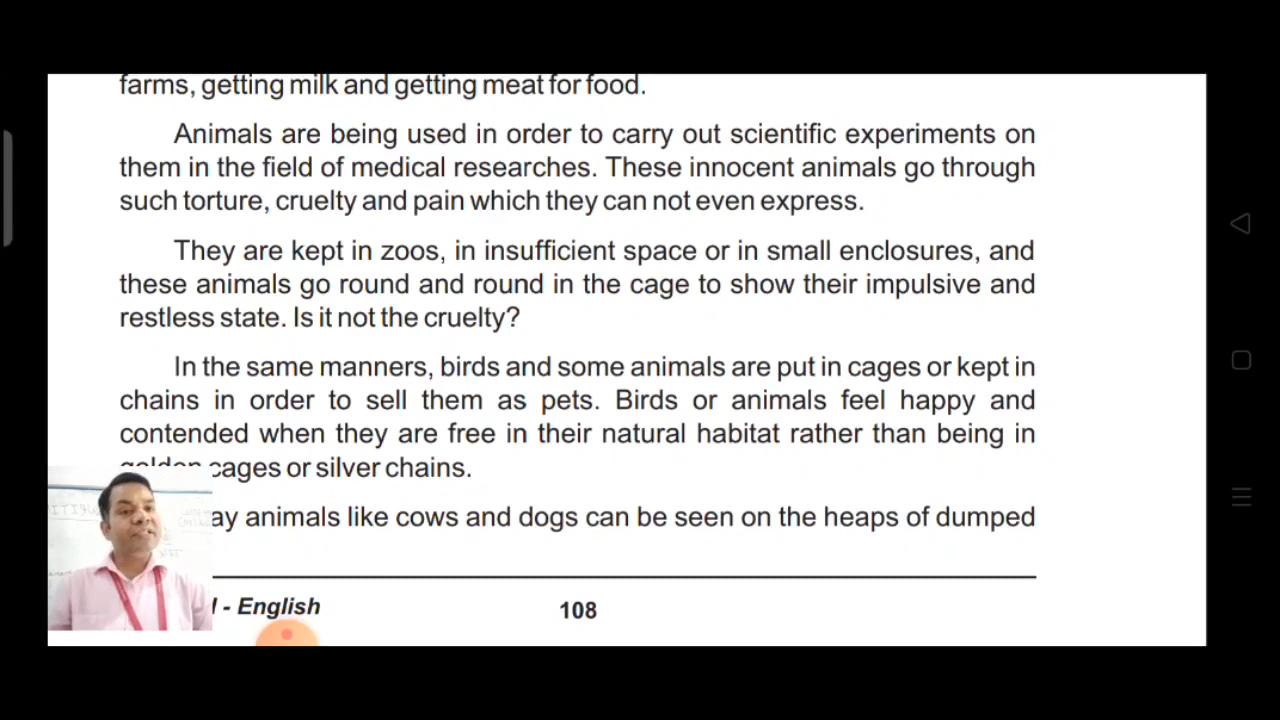 farms, getting milk and getting meat for food.
Animals are being used in order to carry out scientific experiments on
them in the field of medical researches. These innocent animals go through
such torture, cruelty and pain which they can not even express.
They are kept in zoos, in insufficient space or in small enclosures, and
these animals go round and round in the cage to show their impulsive and
restless state. Is it not the cruelty?
In the same manners, birds and some animals are put in cages or kept in
chains in order to sell them as pets. Birds or animals feel happy and
contended when they are free in their natural habitat rather than being in
golden cages or silver chains.
ay animals like cows and dogs can be seen on the heaps of dumped
- English
108